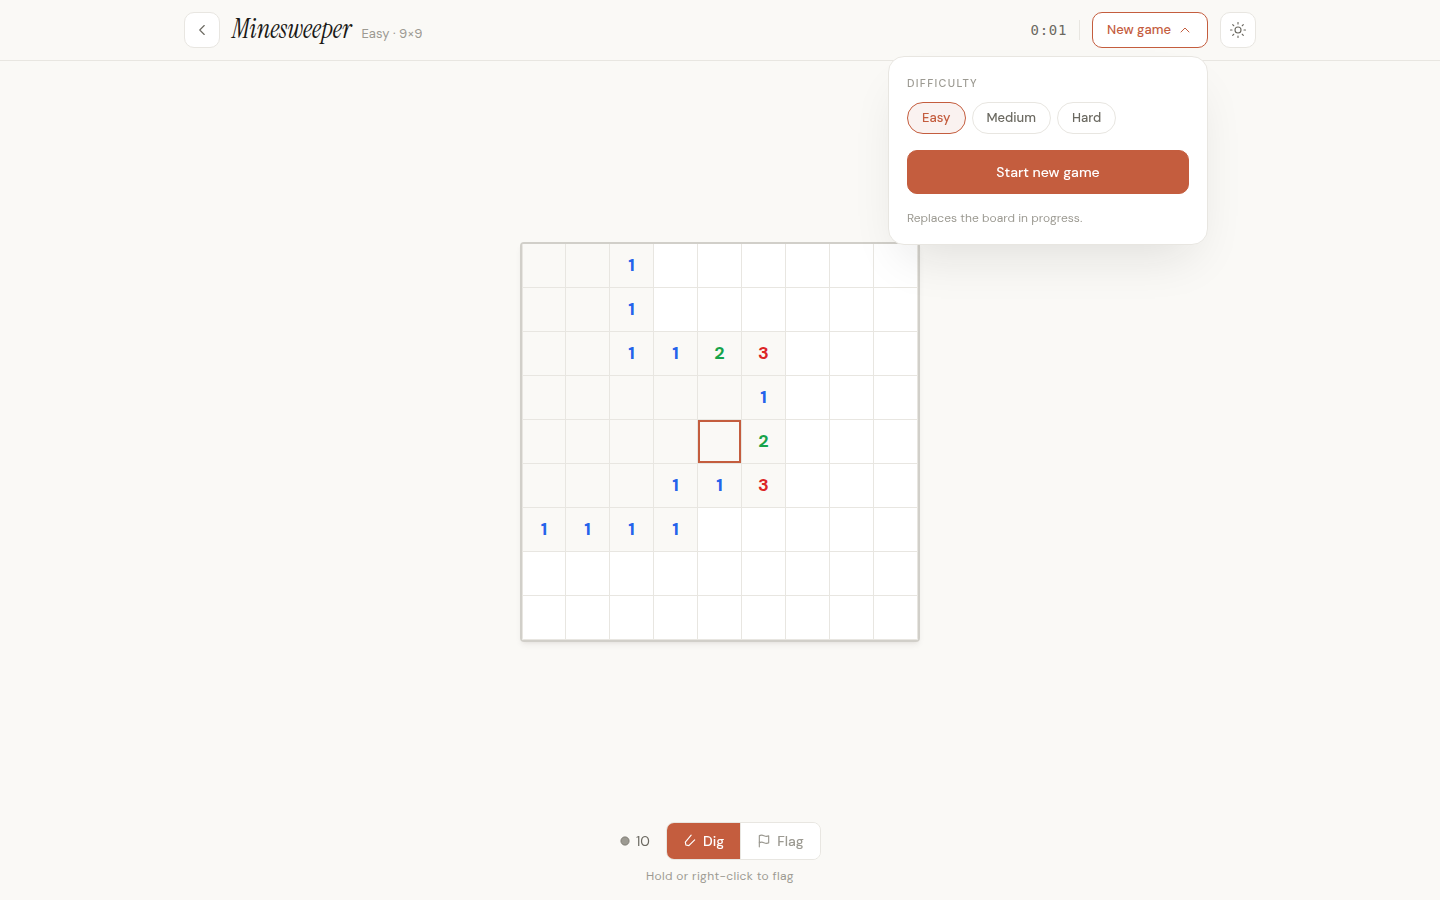 Minesweeper Easy · 9×9
0:01
New game
DIFFICULTY
Easy Medium Hard
Start new game
Replaces the board in progress.
1
1
1 1 2 3
1
2
1 1 3
1 1 1 1
10
Dig
Flag
Hold or right-click to flag